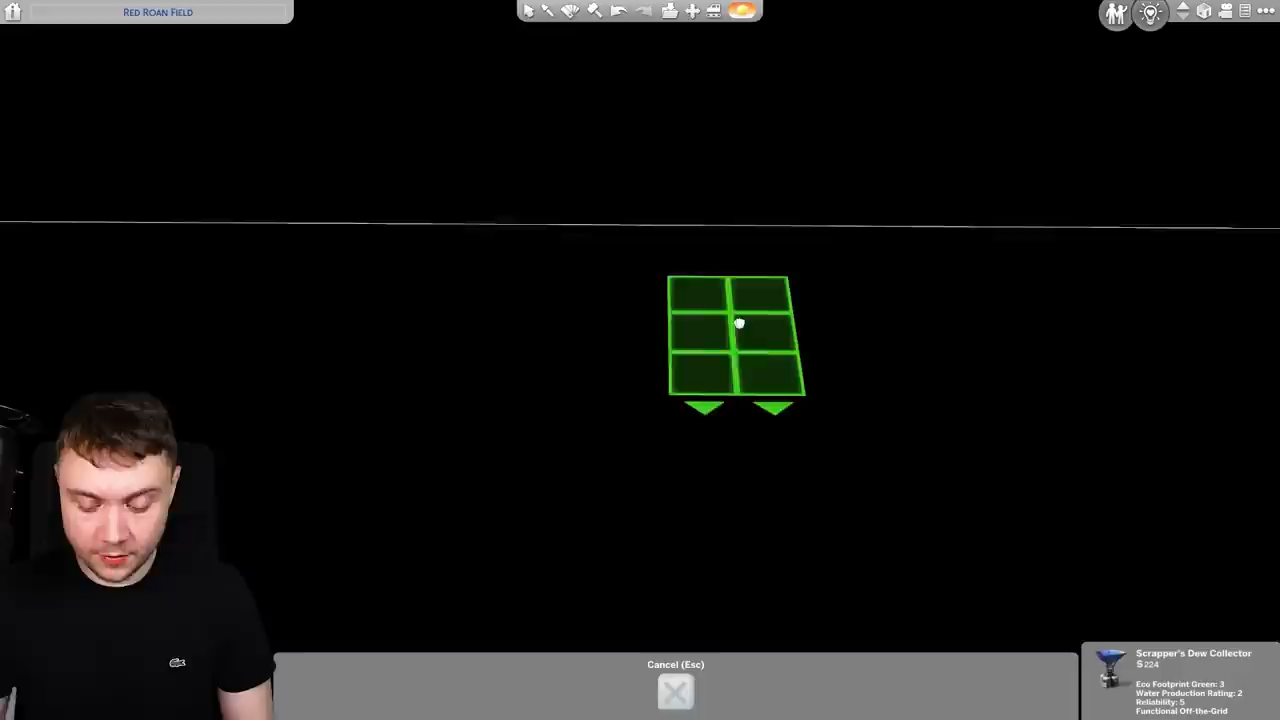 Red Roan Field
Cancel (Esc)
Scrapper's Dew Collector
§224
Eco Footprint Green: 3
Water Production Rating: 2
Reliability: 5
Functional Off-the-Grid